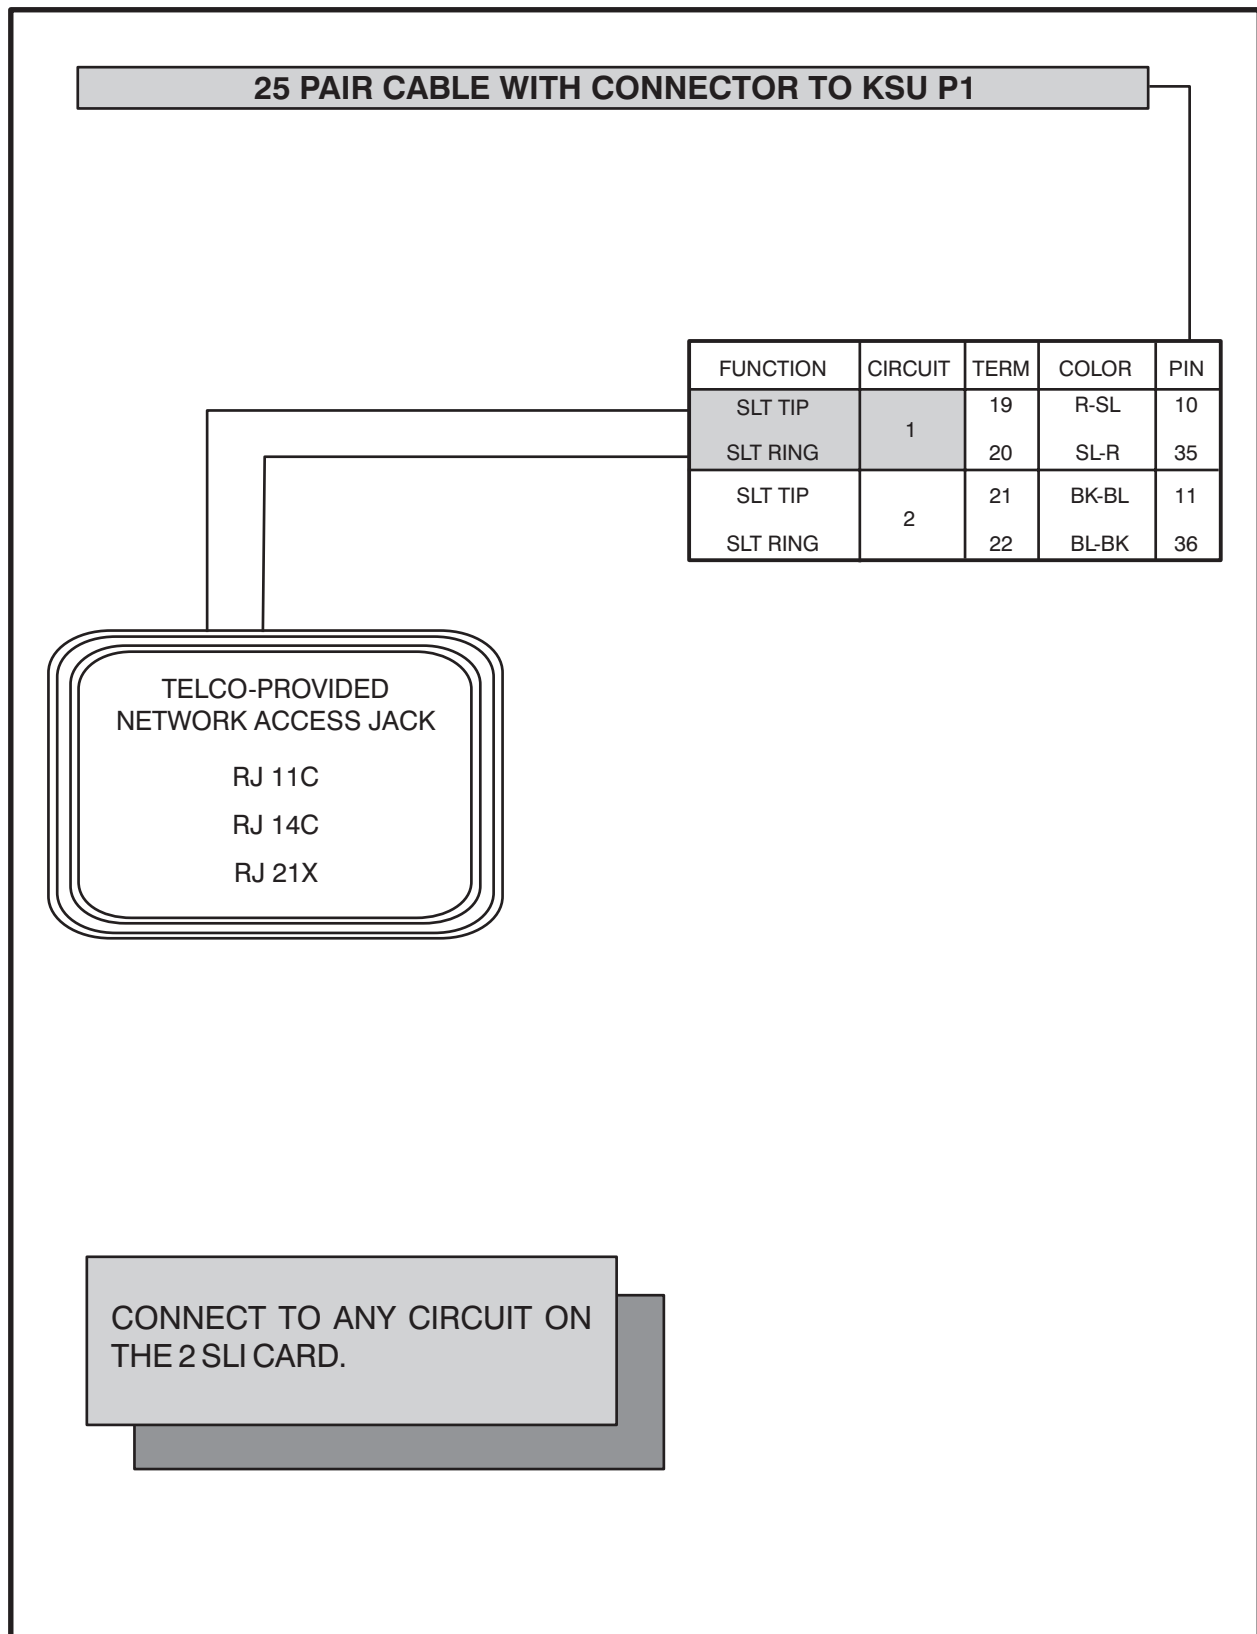 25 PAIR CABLE WITH CONNECTOR TO KSU P1
FUNCTION CIRCUIT TERM COLOR PIN
SLT TIP 1 19 R-SL 10
SLT RING 20 SL-R 35
SLT TIP 2 21 BK-BL 11
SLT RING 22 BL-BK 36
TELCO-PROVIDED
NETWORK ACCESS JACK
RJ 11C
RJ 14C
RJ 21X
CONNECT TO ANY CIRCUIT ON
THE 2 SLI CARD.